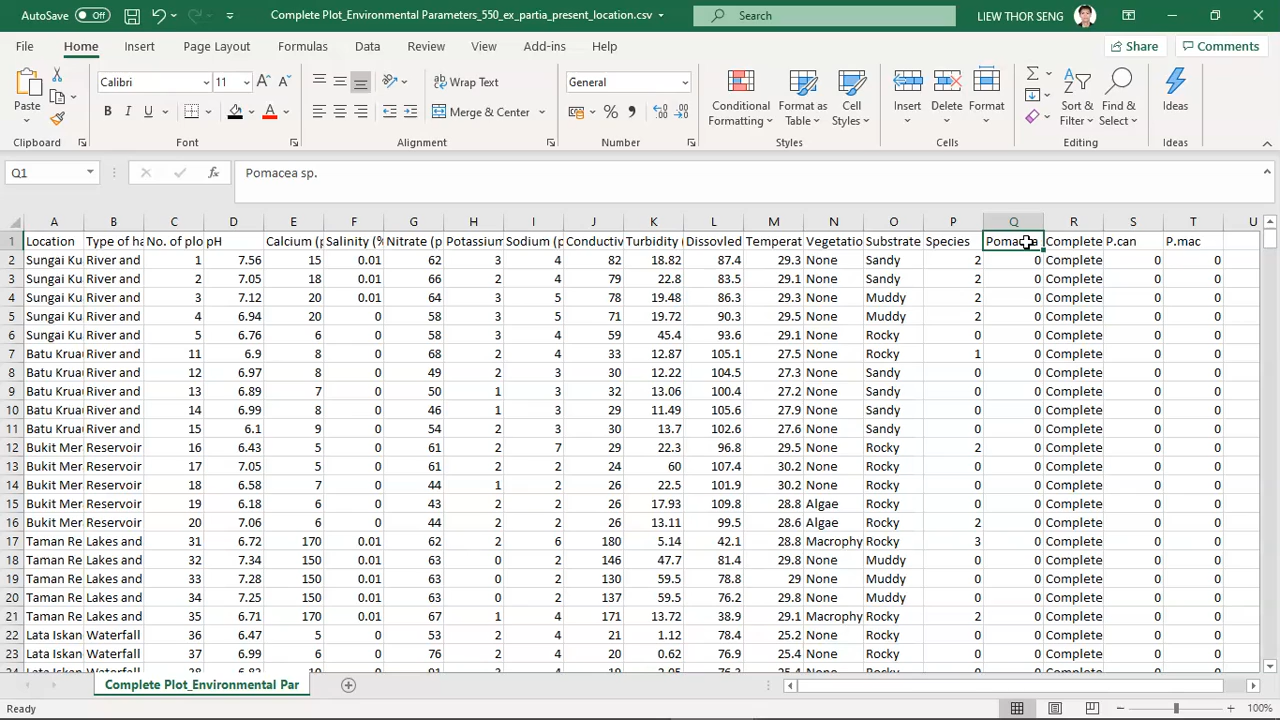 AutoSave Off Complete Plot_Environmental Parameters_550_ex_partia_present_location.csv Search LIEW THOR SENG
File Home Insert Page Layout Formulas Data Review View Add-ins Help Share Comments
Calibri 11 Wrap Text General
Paste B I U Merge & Center Conditional Formatting Format as Table Cell Styles Insert Delete Format Sort & Filter Find & Select Ideas
Clipboard Font Alignment Number Styles Cells Editing Ideas
Q1 Pomacea sp.
A B C D E F G H I J K L M N O P Q R S T U
1 Location Type of ha No. of plo pH Calcium (p Salinity (% Nitrate (p Potassium Sodium (p Conductiv Turbidity ( Dissovled Temperat Vegetatio Substrate Species Complete P.can P.mac
2 Sungai Ku River and 1 7.56 15 0.01 62 3 4 82 18.82 87.4 29.3 None Sandy 2 0 Complete 0 0
3 Sungai Ku River and 2 7.05 18 0.01 66 2 4 79 22.8 83.5 29.1 None Sandy 2 0 Complete 0 0
4 Sungai Ku River and 3 7.12 20 0.01 64 3 5 78 19.48 86.3 29.3 None Muddy 2 0 Complete 0 0
5 Sungai Ku River and 4 6.94 20 0 58 3 5 71 19.72 90.3 29.5 None Muddy 2 0 Complete 0 0
6 Sungai Ku River and 5 6.76 6 0 58 3 4 59 45.4 93.6 29.1 None Rocky 0 0 Complete 0 0
7 Batu Krua River and 11 6.9 8 0 68 2 4 33 12.87 105.1 27.5 None Rocky 1 0 Complete 0 0
8 Batu Krua River and 12 6.97 8 0 49 2 3 30 12.22 104.5 27.3 None Sandy 0 0 Complete 0 0
9 Batu Krua River and 13 6.89 7 0 50 1 3 32 13.06 100.4 27.2 None Sandy 0 0 Complete 0 0
10 Batu Krua River and 14 6.99 8 0 46 1 3 29 11.49 105.6 27.9 None Sandy 0 0 Complete 0 0
11 Batu Krua River and 15 6.1 9 0 54 2 3 30 13.7 102.6 27.6 None Sandy 0 0 Complete 0 0
12 Bukit Mer Reservoir 16 6.43 5 0 61 2 7 29 22.3 96.8 29.5 None Rocky 2 0 Complete 0 0
13 Bukit Mer Reservoir 17 7.05 5 0 61 2 2 24 60 107.4 30.2 None Rocky 0 0 Complete 0 0
14 Bukit Mer Reservoir 18 6.58 7 0 44 1 2 26 22.5 101.9 30.2 None Rocky 0 0 Complete 0 0
15 Bukit Mer Reservoir 19 6.18 6 0 43 2 2 26 17.93 109.8 28.8 Algae Rocky 0 0 Complete 0 0
16 Bukit Mer Reservoir 20 7.06 6 0 44 2 2 26 13.11 99.5 28.6 Algae Rocky 2 0 Complete 0 0
17 Taman Re Lakes and 31 6.72 170 0.01 62 2 6 180 5.14 42.1 28.8 Macrophy Rocky 3 0 Complete 0 0
18 Taman Re Lakes and 32 7.34 150 0.01 63 0 2 146 47.7 81.4 29.3 None Muddy 0 0 Complete 0 0
19 Taman Re Lakes and 33 7.28 150 0.01 63 0 2 130 59.5 78.8 29 None Muddy 0 0 Complete 0 0
20 Taman Re Lakes and 34 7.25 150 0.01 63 0 2 137 59.5 76.2 29.3 None Muddy 0 0 Complete 0 0
21 Taman Re Lakes and 35 6.71 170 0.01 67 1 4 171 13.72 38.9 29.1 Macrophy Rocky 2 0 Complete 0 0
22 Lata Iskan Waterfall 36 6.47 5 0 53 2 4 21 1.12 78.4 25.2 None Rocky 0 0 Complete 0 0
23 Lata Iskan Waterfall 37 6.99 6 0 76 2 4 20 0.62 76.9 25.4 None Rocky 0 0 Complete 0 0
Complete Plot_Environmental Par
Ready 100%